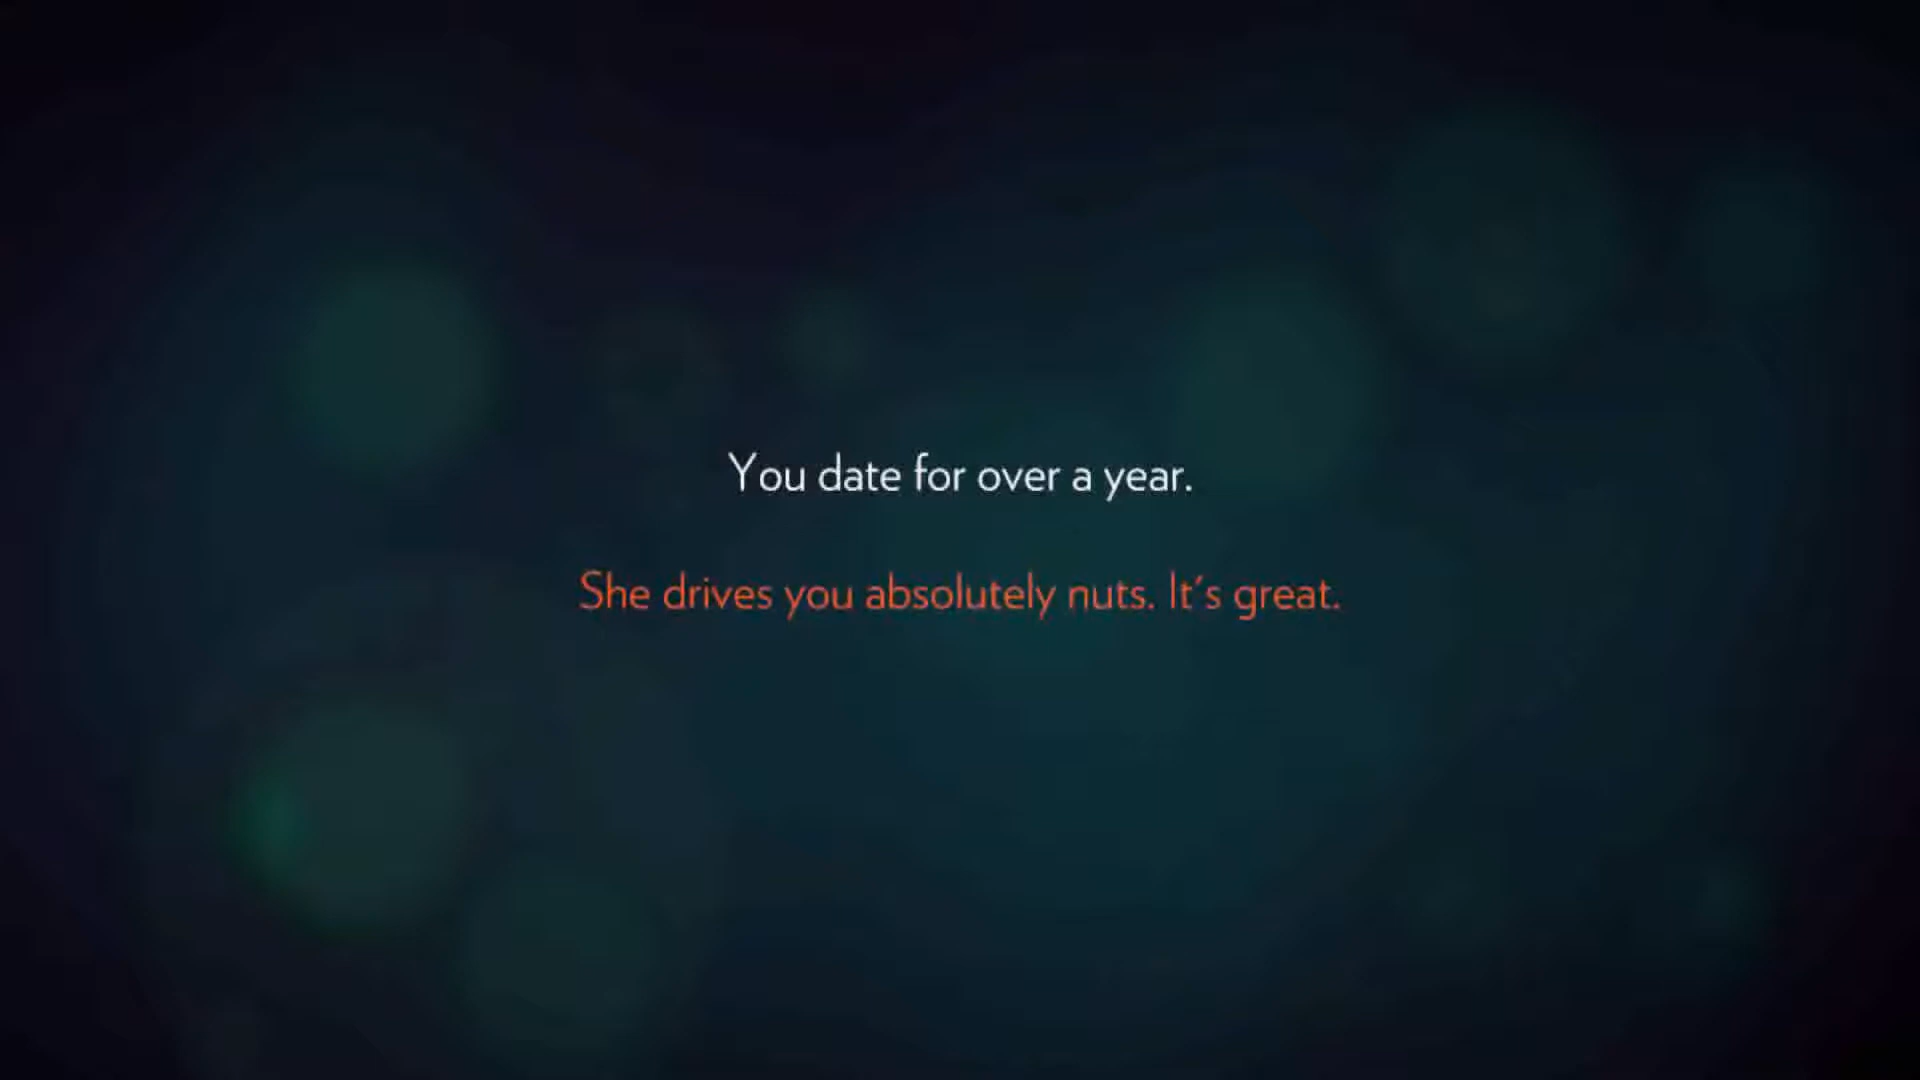 You date for over a year.
She drives you absolutely nuts. It's great.